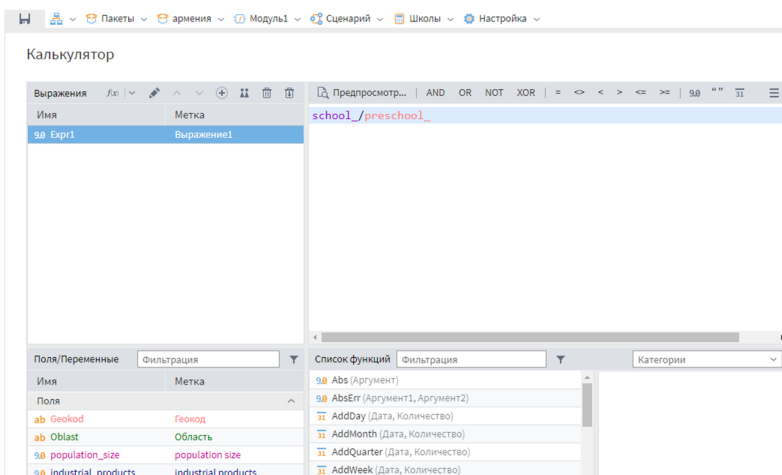 Пакеты армения Модуль1 Сценарий Школы Настройка
Калькулятор
Выражения f(x) Предпросмотр... AND OR NOT XOR = <> < > <= >= 9.0 “” 31
Имя Метка
school_/preschool_
9.0 Expr1 Выражение1
Поля/Переменные Фильтрация
Список функций Фильтрация Категории
Имя Метка
Поля
ab Geokod Геокод
ab Oblast Область
9.0 population_size population size
9.0 industrial_products industrial products
9.0 Abs (Аргумент)
9.0 AbsErr (Аргумент1, Аргумент2)
31 AddDay (Дата, Количество)
31 AddMonth (Дата, Количество)
31 AddQuarter (Дата, Количество)
31 AddWeek (Дата, Количество)